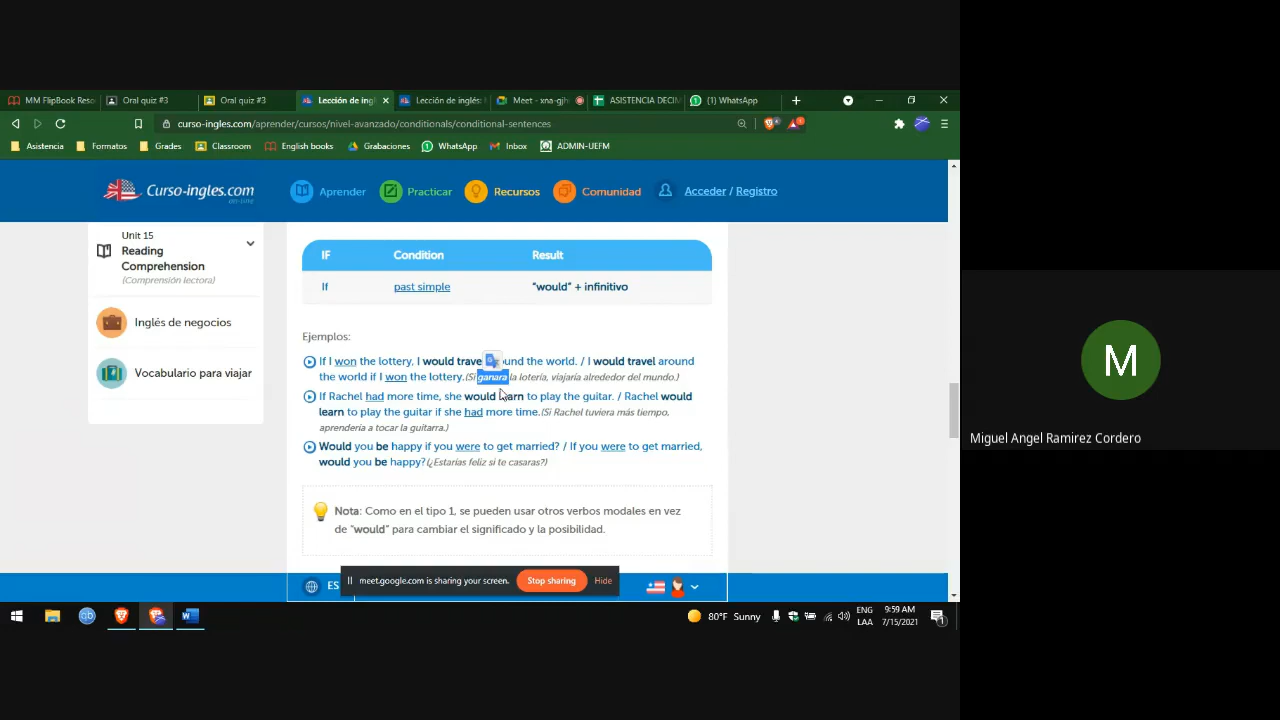 MM FlipBook Reso
Oral quiz #3
Oral quiz #3
Lección de ingl
Lección de inglés:
Meet - xna-gjh
ASISTENCIA DECIM
(1) WhatsApp
curso-ingles.com/aprender/cursos/nivel-avanzado/conditionals/conditional-sentences
Asistencia
Formatos
Grades
Classroom
English books
Grabaciones
WhatsApp
Inbox
ADMIN-UEFM
Curso-ingles.com
on-line
Aprender
Practicar
Recursos
Comunidad
Acceder / Registro
Unit 15
Reading
Comprehension
(Comprensión lectora)
Inglés de negocios
Vocabulario para viajar
IF Condition Result
If past simple "would" + infinitivo
Ejemplos:
If I won the lottery, I would trave ound the world. / I would travel around
the world if I won the lottery.(Si ganara la lotería, viajaría alrededor del mundo.)
If Rachel had more time, she would learn to play the guitar. / Rachel would
learn to play the guitar if she had more time.(Si Rachel tuviera más tiempo,
aprendería a tocar la guitarra.)
Would you be happy if you were to get married? / If you were to get married,
would you be happy?(¿Estarías feliz si te casaras?)
Nota: Como en el tipo 1, se pueden usar otros verbos modales en vez
de "would" para cambiar el significado y la posibilidad.
ES
meet.google.com is sharing your screen.
Stop sharing
Hide
80°F Sunny
ENG
LAA
9:59 AM
7/15/2021
M
Miguel Angel Ramirez Cordero